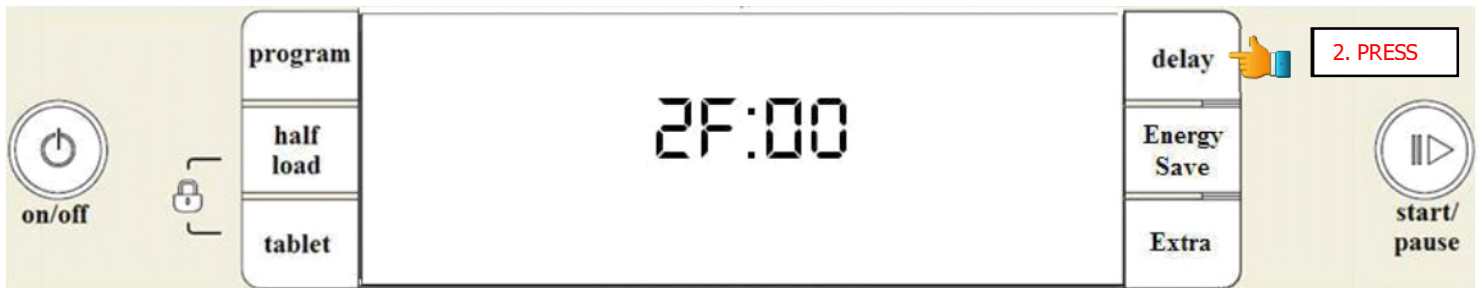 on/off
program
half
load
tablet
2F:00
delay
Energy
Save
Extra
2. PRESS
start/
pause